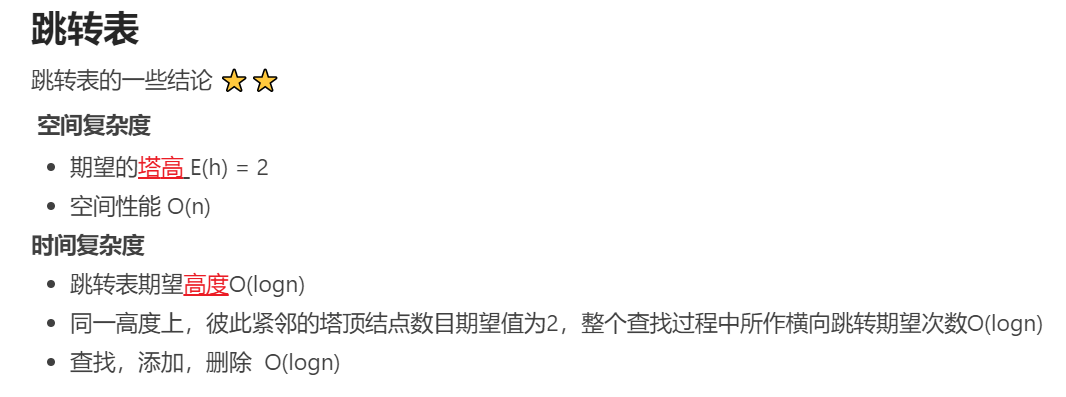 跳转表
跳转表的一些结论 ⭐⭐
空间复杂度
• 期望的塔高 E(h) = 2
• 空间性能 O(n)
时间复杂度
• 跳转表期望高度O(logn)
• 同一高度上，彼此紧邻的塔顶结点数目期望值为2，整个查找过程中所作横向跳转期望次数O(logn)
• 查找，添加，删除 O(logn)